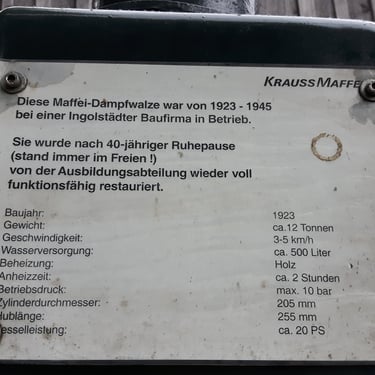 KRAUSSMAFFE
Diese Maffei-Dampfwalze war von 1923 - 1945
bei einer Ingolstädter Baufirma in Betrieb.
Sie wurde nach 40-jähriger Ruhepause
(stand immer im Freien !)
von der Ausbildungsabteilung wieder voll
funktionsfähig restauriert.
Baujahr: 1923
Gewicht: ca.12 Tonnen
Geschwindigkeit: 3-5 km/h
Wasserversorgung: ca. 500 Liter
Beheizung: Holz
Anheizzeit: ca. 2 Stunden
Betriebsdruck: max. 10 bar
Zylinderdurchmesser: 205 mm
Hublänge: 255 mm
esselleistung: ca. 20 PS